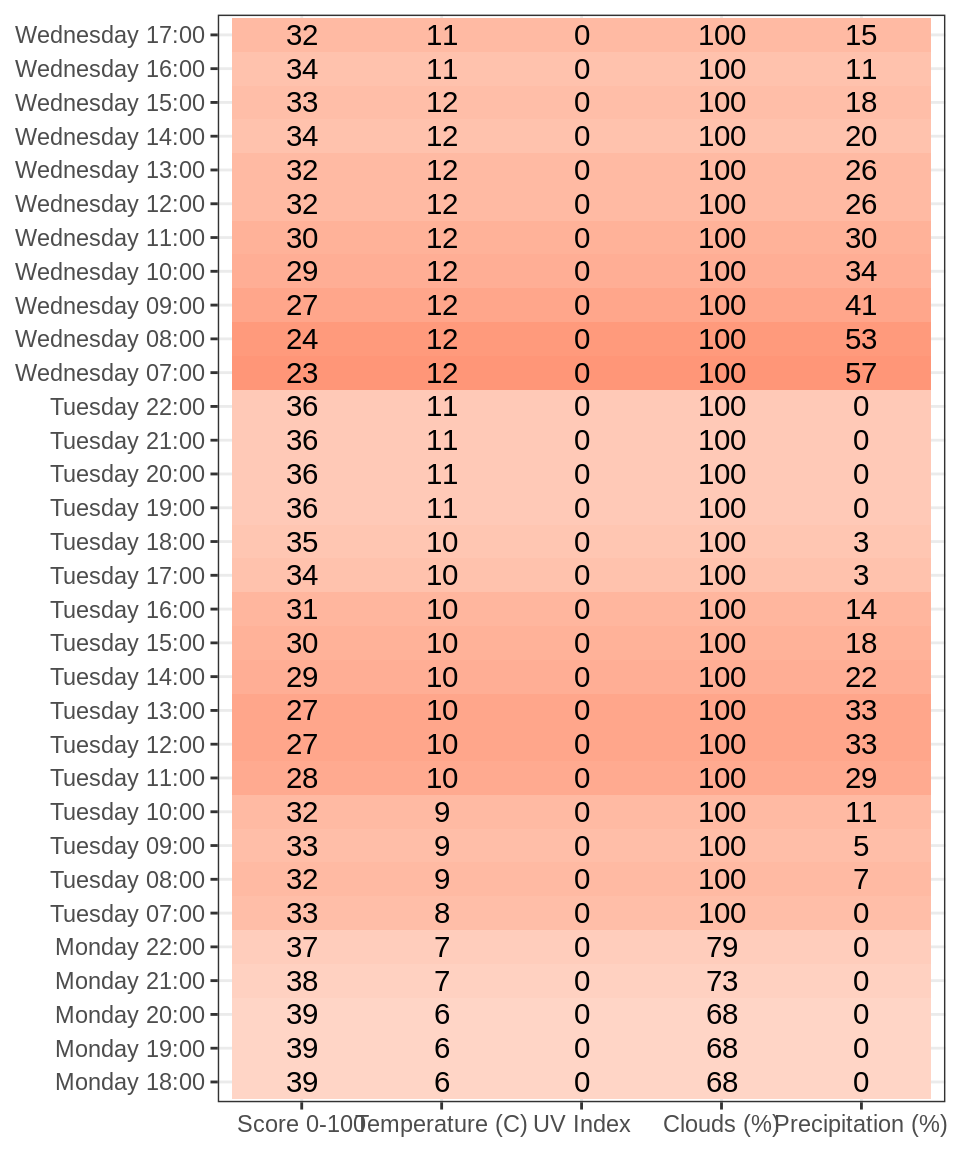 Wednesday 17:00 32 11 0 100 15
Wednesday 16:00 34 11 0 100 11
Wednesday 15:00 33 12 0 100 18
Wednesday 14:00 34 12 0 100 20
Wednesday 13:00 32 12 0 100 26
Wednesday 12:00 32 12 0 100 26
Wednesday 11:00 30 12 0 100 30
Wednesday 10:00 29 12 0 100 34
Wednesday 09:00 27 12 0 100 41
Wednesday 08:00 24 12 0 100 53
Wednesday 07:00 23 12 0 100 57
Tuesday 22:00 36 11 0 100 0
Tuesday 21:00 36 11 0 100 0
Tuesday 20:00 36 11 0 100 0
Tuesday 19:00 36 11 0 100 0
Tuesday 18:00 35 10 0 100 3
Tuesday 17:00 34 10 0 100 3
Tuesday 16:00 31 10 0 100 14
Tuesday 15:00 30 10 0 100 18
Tuesday 14:00 29 10 0 100 22
Tuesday 13:00 27 10 0 100 33
Tuesday 12:00 27 10 0 100 33
Tuesday 11:00 28 10 0 100 29
Tuesday 10:00 32 9 0 100 11
Tuesday 09:00 33 9 0 100 5
Tuesday 08:00 32 9 0 100 7
Tuesday 07:00 33 8 0 100 0
Monday 22:00 37 7 0 79 0
Monday 21:00 38 7 0 73 0
Monday 20:00 39 6 0 68 0
Monday 19:00 39 6 0 68 0
Monday 18:00 39 6 0 68 0
Score 0-100 Temperature (C) UV Index Clouds (%) Precipitation (%)